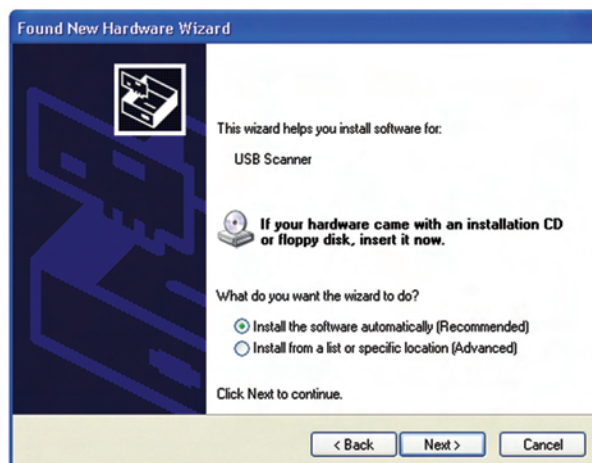 Found New Hardware Wizard
This wizard helps you install software for:
USB Scanner
If your hardware came with an installation CD
or floppy disk, insert it now.
What do you want the wizard to do?
Install the software automatically (Recommended)
Install from a list or specific location (Advanced)
Click Next to continue.
< Back Next > Cancel